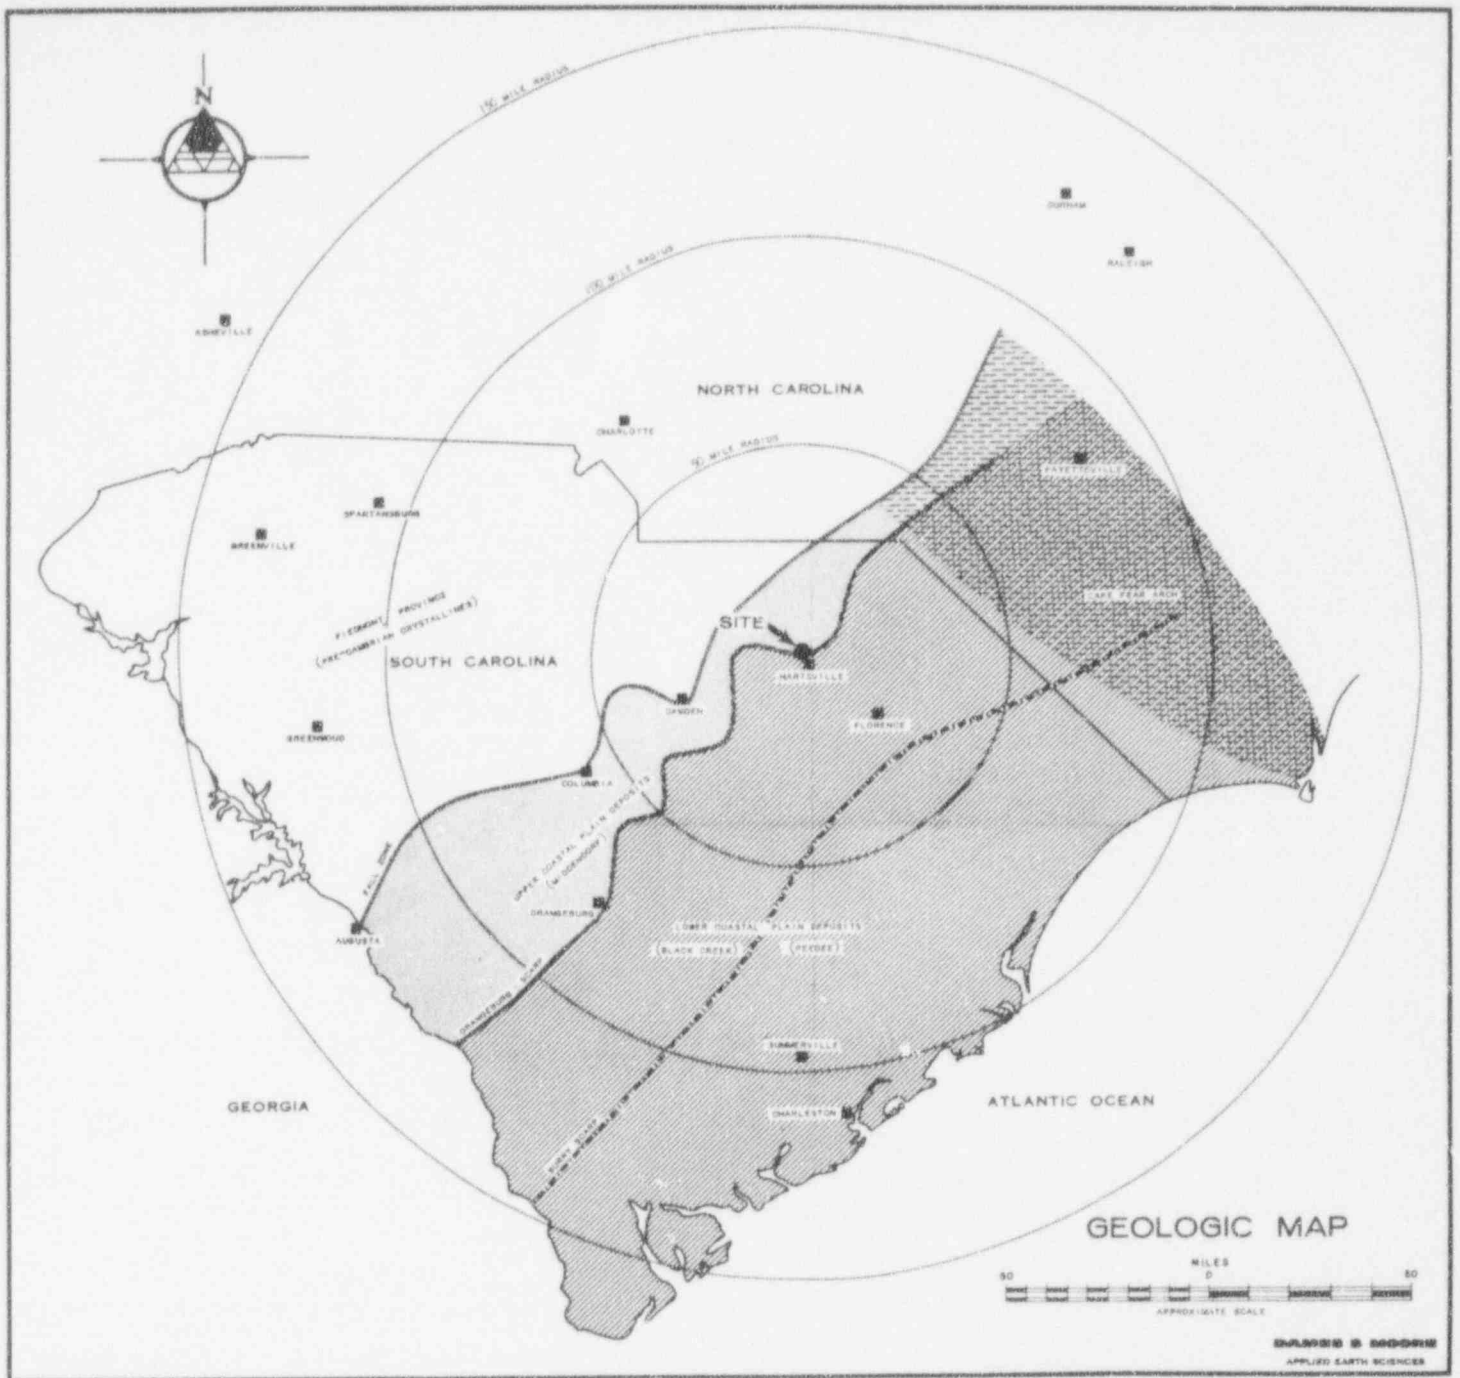 150 MILE RADIUS
N
DURHAM
100 MILE RADIUS
RALEIGH
ASHEVILLE
NORTH CAROLINA
CHARLOTTE
50 MILE RADIUS
FAYETTEVILLE
SPARTANBURG
GREENVILLE
CAPE FEAR ARCH
PIEDMONT PROVINCE
(PRE-CAMBRIAN CRYSTALLINES)
SITE
SOUTH CAROLINA
HARTSVILLE
CAMDEN
FLORENCE
GREENWOOD
COLUMBIA
UPPER COASTAL PLAIN DEPOSITS
(MIDDENDORF)
FALL ZONE
ORANGEBURG
LOWER COASTAL PLAIN DEPOSITS
(BLACK CREEK) (PEEDEE)
AUGUSTA
ORANGEBURG SCARP
SUMMERVILLE
GEORGIA
ATLANTIC OCEAN
CHARLESTON
SURRY SCARP
GEOLOGIC MAP
MILES
50 0 50
APPROXIMATE SCALE
DAMES & MOORE
APPLIED EARTH SCIENCES